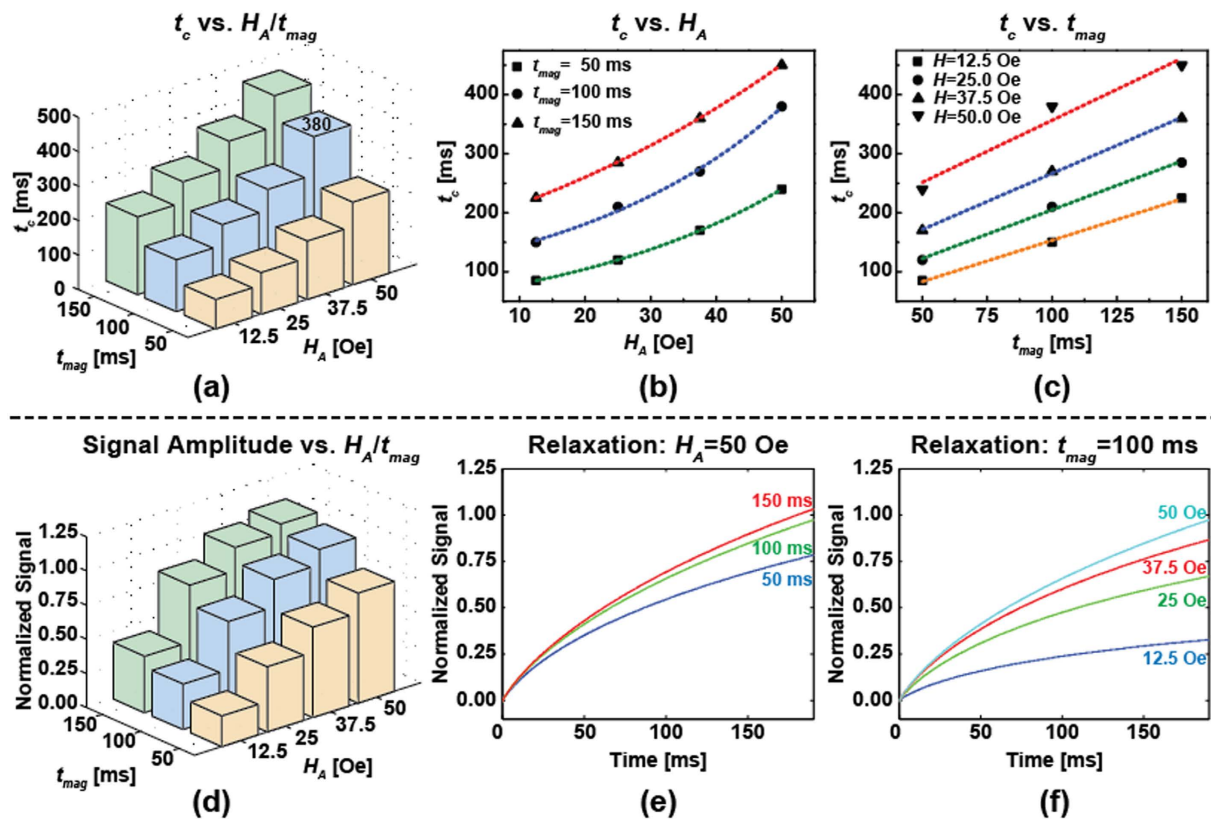 t_c vs. H_A/t_mag
500
400
300
200
100
0
t_c [ms]
380
150
100
50
t_mag [ms]
12.5
25
37.5
50
H_A [Oe]
(a)
t_c vs. H_A
t_mag= 50 ms
t_mag=100 ms
t_mag=150 ms
400
300
200
100
t_c [ms]
10 20 30 40 50
H_A [Oe]
(b)
t_c vs. t_mag
H=12.5 Oe
H=25.0 Oe
H=37.5 Oe
H=50.0 Oe
400
300
200
100
t_c [ms]
50 75 100 125 150
t_mag [ms]
(c)
Signal Amplitude vs. H_A/t_mag
1.25
1.00
0.75
0.50
0.25
0.00
Normalized Signal
150
100
50
t_mag [ms]
12.5
25
37.5
50
H_A [Oe]
(d)
Relaxation: H_A=50 Oe
1.25
1.00
0.75
0.50
0.25
0.00
Normalized Signal
150 ms
100 ms
50 ms
0 50 100 150
Time [ms]
(e)
Relaxation: t_mag=100 ms
1.25
1.00
0.75
0.50
0.25
0.00
Normalized Signal
50 Oe
37.5 Oe
25 Oe
12.5 Oe
0 50 100 150
Time [ms]
(f)